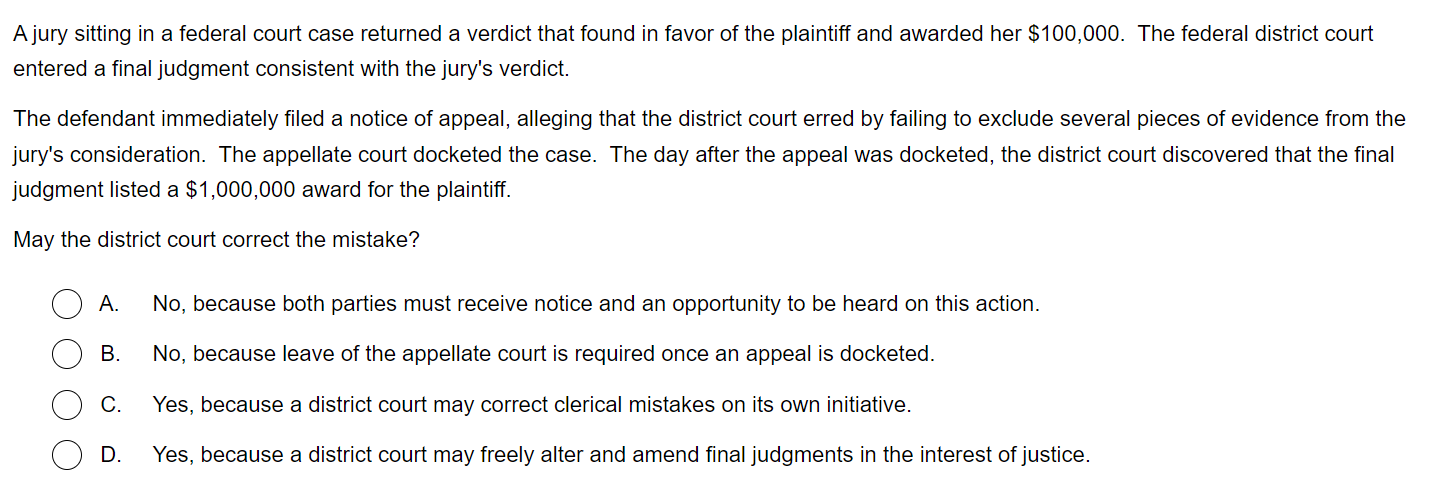 A jury sitting in a federal court case returned a verdict that found in favor of the plaintiff and awarded her $100,000. The federal district court
entered a final judgment consistent with the jury's verdict.
The defendant immediately filed a notice of appeal, alleging that the district court erred by failing to exclude several pieces of evidence from the
jury's consideration. The appellate court docketed the case. The day after the appeal was docketed, the district court discovered that the final
judgment listed a $1,000,000 award for the plaintiff.
May the district court correct the mistake?
A. No, because both parties must receive notice and an opportunity to be heard on this action.
B. No, because leave of the appellate court is required once an appeal is docketed.
C. Yes, because a district court may correct clerical mistakes on its own initiative.
D. Yes, because a district court may freely alter and amend final judgments in the interest of justice.